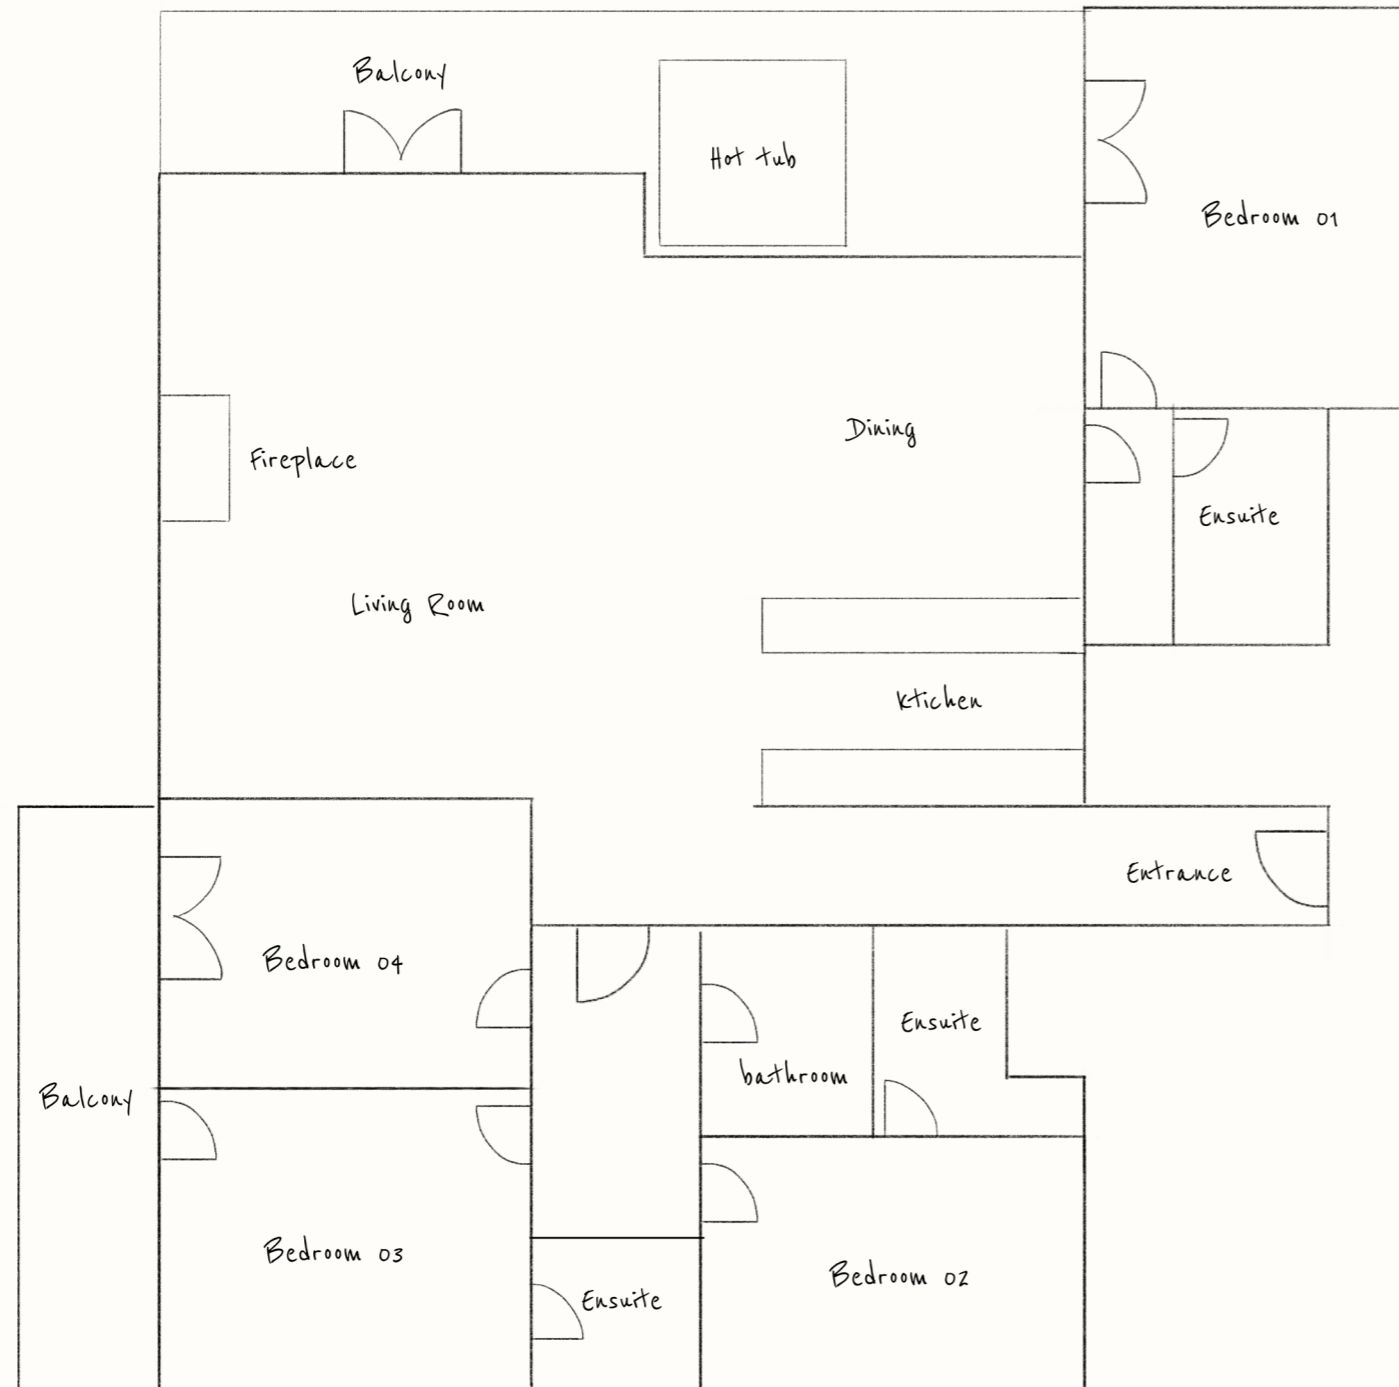 Balcony
Hot tub
Bedroom 01
Dining
Fireplace
Ensuite
Living Room
Ktichen
Entrance
Bedroom 04
Ensuite
bathroom
Balcony
Bedroom 03
Bedroom 02
Ensuite